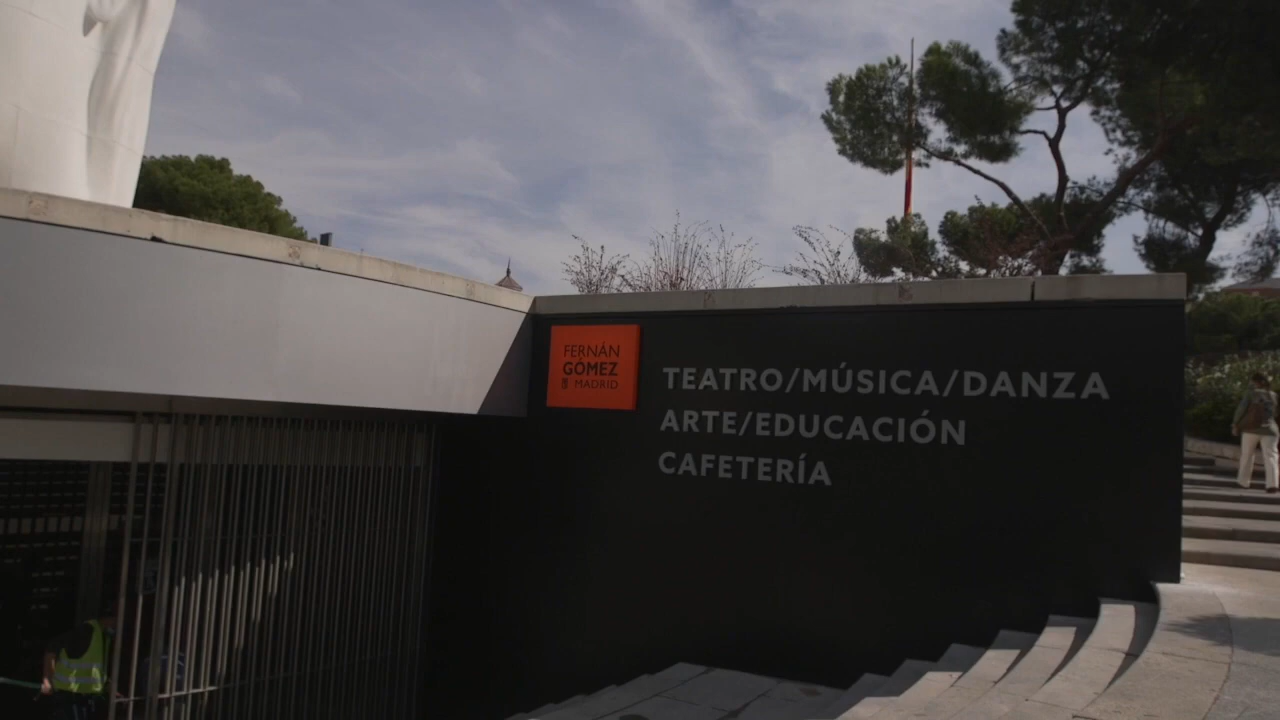 FERNÁN
GÓMEZ
MADRID
TEATRO/MÚSICA/DANZA
ARTE/EDUCACIÓN
CAFETERÍA